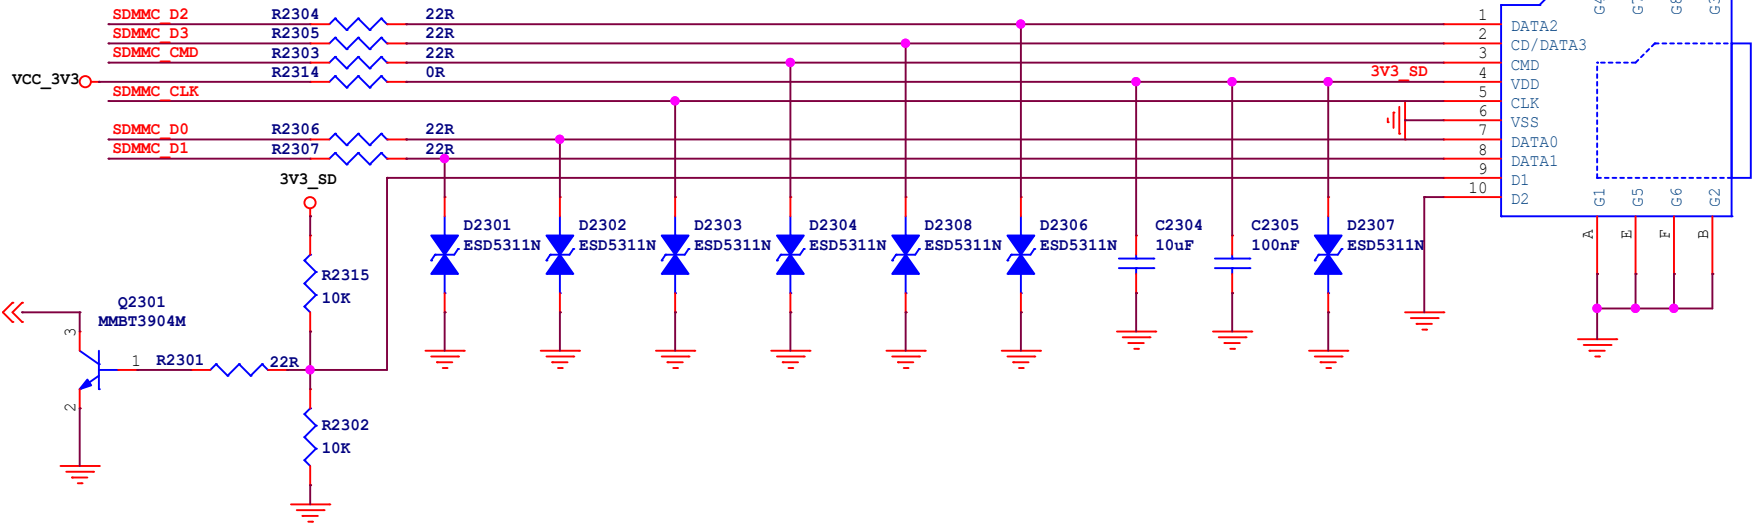 SDMMC_D2 R2304 22R
SDMMC_D3 R2305 22R
SDMMC_CMD R2303 22R
VCC_3V3 R2314 0R 3V3_SD
SDMMC_CLK
SDMMC_D0 R2306 22R
SDMMC_D1 R2307 22R
1 DATA2
2 CD/DATA3
3 CMD
4 VDD
5 CLK
6 VSS
7 DATA0
8 DATA1
9 D1
10 D2
G1 G5 G6 G2
A E F B
3V3_SD
D2301
ESD5311N
D2302
ESD5311N
D2303
ESD5311N
D2304
ESD5311N
D2308
ESD5311N
D2306
ESD5311N
C2304
10uF
C2305
100nF
D2307
ESD5311N
R2315
10K
Q2301
MMBT3904M
3
1
2
R2301 22R
R2302
10K